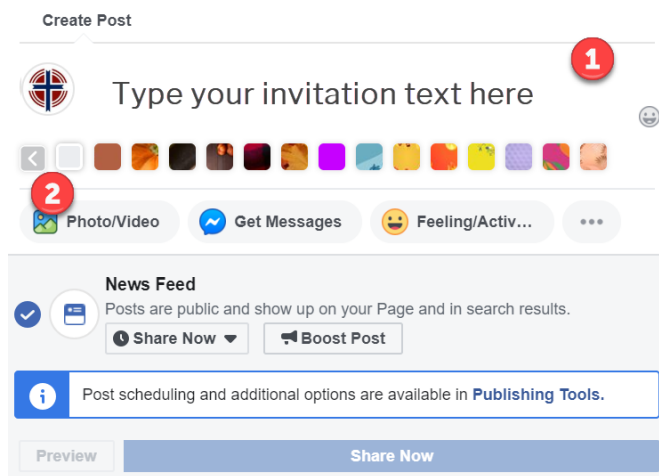 Create Post
1
Type your invitation text here
2
Photo/Video Get Messages Feeling/Activ...
News Feed
Posts are public and show up on your Page and in search results.
Share Now Boost Post
Post scheduling and additional options are available in Publishing Tools.
Preview Share Now